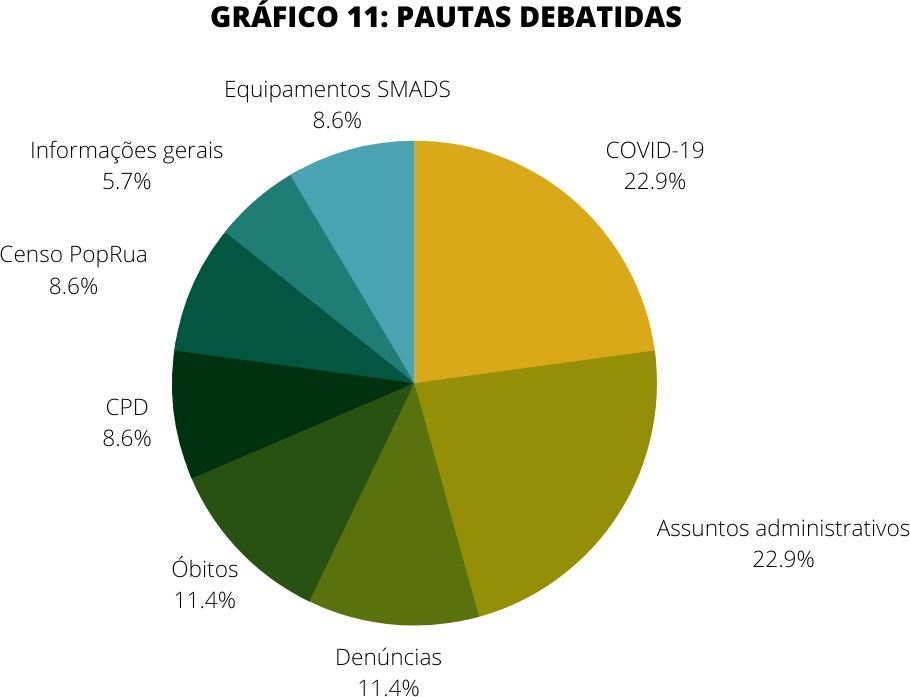 GRÁFICO 11: PAUTAS DEBATIDAS
Equipamentos SMADS
8.6%
COVID-19
22.9%
Informações gerais
5.7%
Censo PopRua
8.6%
CPD
8.6%
Assuntos administrativos
22.9%
Óbitos
11.4%
Denúncias
11.4%